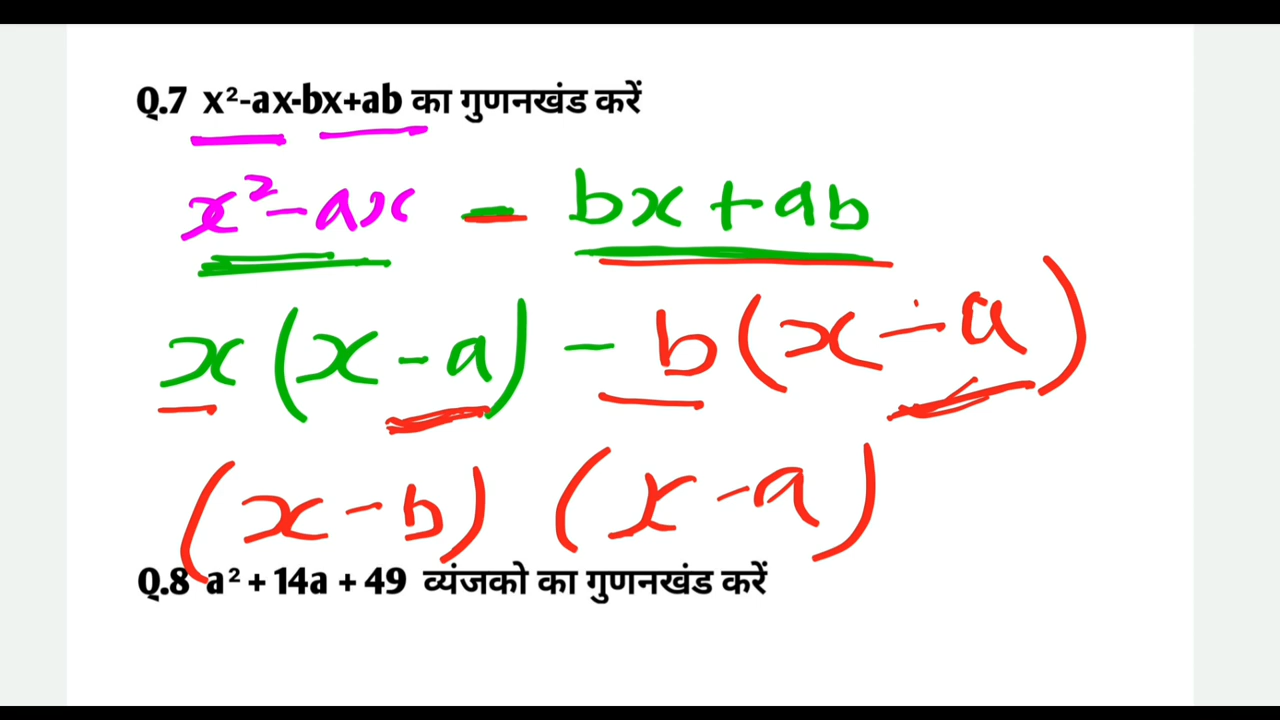 Q.7 x²-ax-bx+ab का गुणनखंड करें
x²-ax - bx+ab
x(x-a) - b(x-a)
(x-b) (x-a)
Q.8 a² + 14a + 49 व्यंजको का गुणनखंड करें